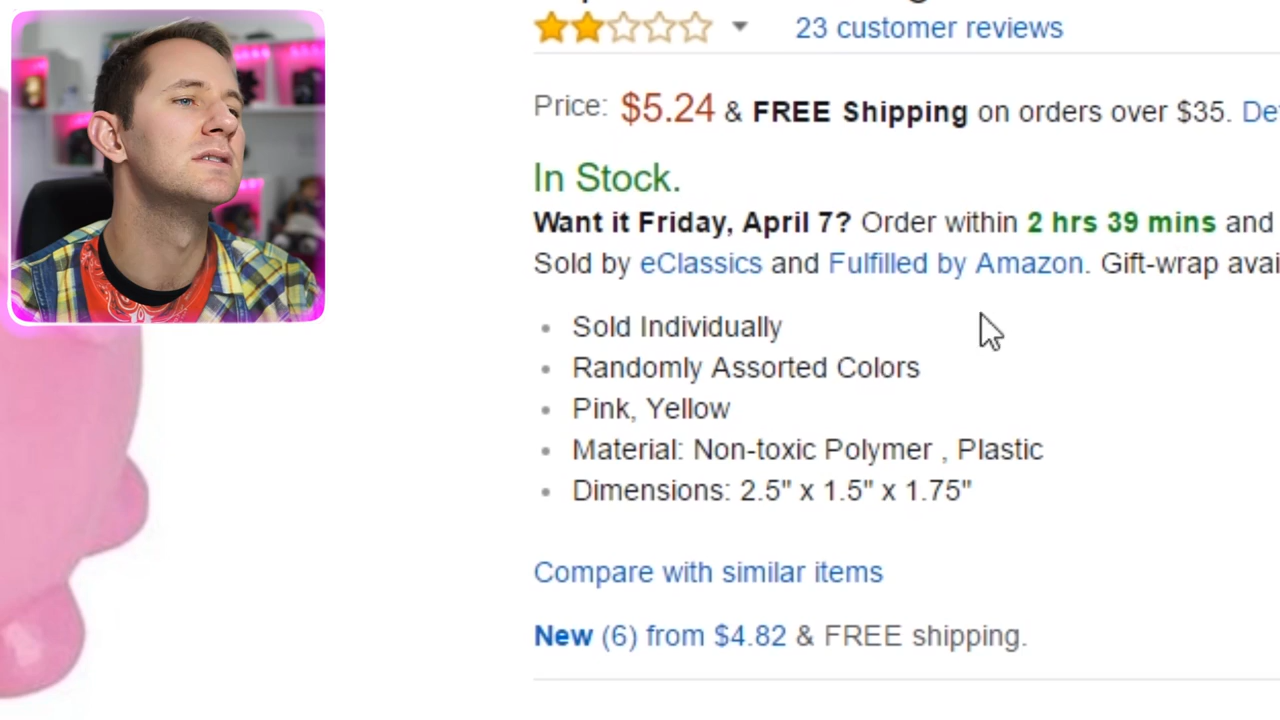 23 customer reviews
Price: $5.24 & FREE Shipping on orders over $35.
In Stock.
Want it Friday, April 7? Order within 2 hrs 39 mins and
Sold by eClassics and Fulfilled by Amazon. Gift-wrap
Sold Individually
Randomly Assorted Colors
Pink, Yellow
Material: Non-toxic Polymer , Plastic
Dimensions: 2.5" x 1.5" x 1.75"
Compare with similar items
New (6) from $4.82 & FREE shipping.